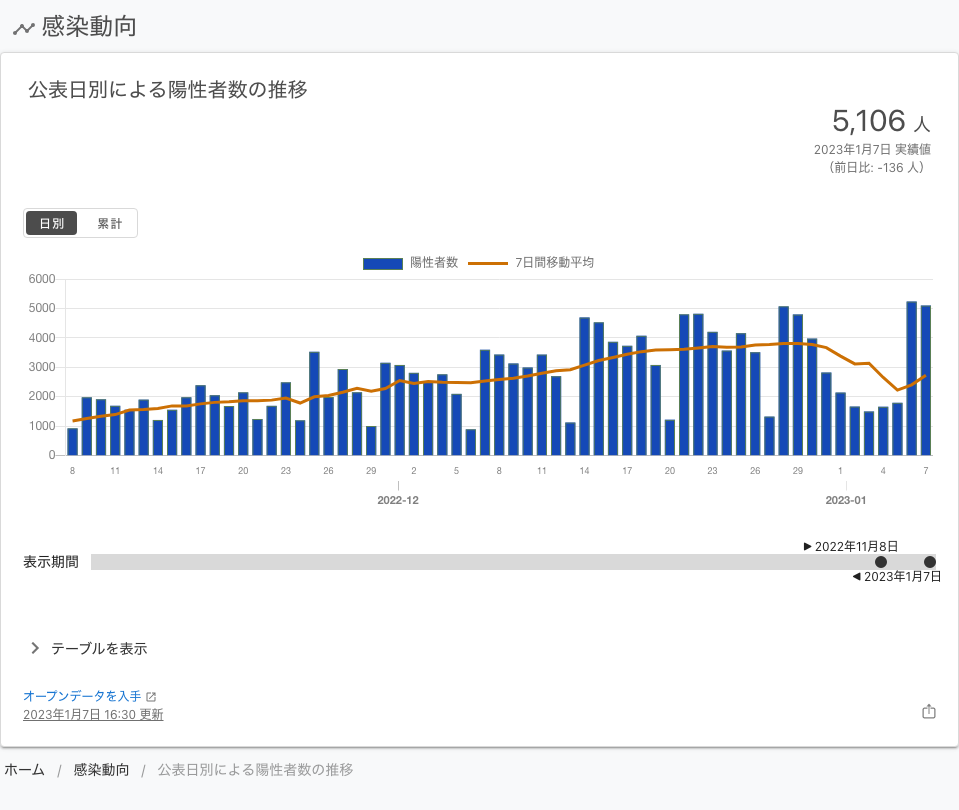 感染動向
公表日別による陽性者数の推移
5,106 人
2023年1月7日 実績値
（前日比: -136 人）
日別 累計
陽性者数 7日間移動平均
6000
5000
4000
3000
2000
1000
0
8 11 14 17 20 23 26 29 2 5 8 11 14 17 20 23 26 29 1 4 7
2022-12 2023-01
▶ 2022年11月8日
表示期間
◀ 2023年1月7日
テーブルを表示
オープンデータを入手
2023年1月7日 16:30 更新
ホーム / 感染動向 / 公表日別による陽性者数の推移